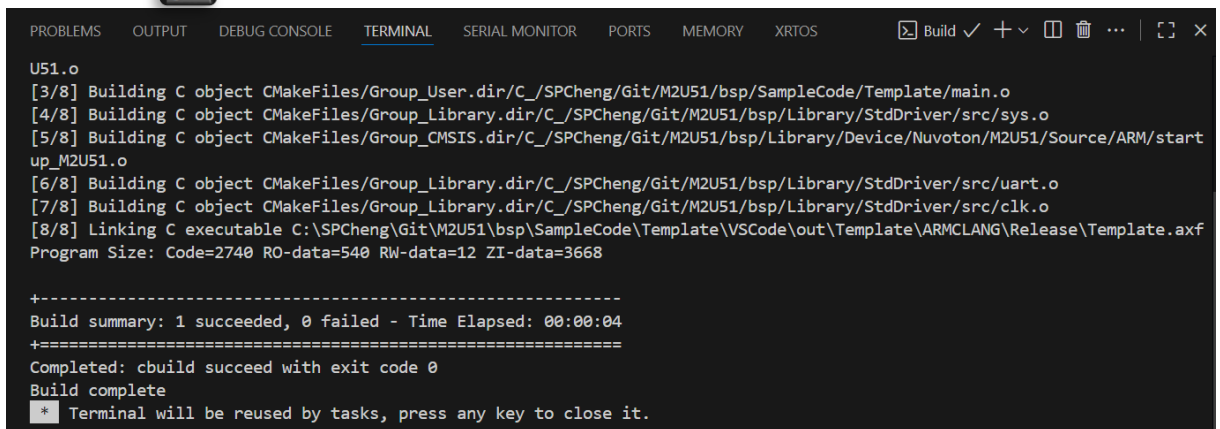 PROBLEMS OUTPUT DEBUG CONSOLE TERMINAL SERIAL MONITOR PORTS MEMORY XRTOS Build
U51.o
[3/8] Building C object CMakeFiles/Group_User.dir/C_/SPCheng/Git/M2U51/bsp/SampleCode/Template/main.o
[4/8] Building C object CMakeFiles/Group_Library.dir/C_/SPCheng/Git/M2U51/bsp/Library/StdDriver/src/sys.o
[5/8] Building C object CMakeFiles/Group_CMSIS.dir/C_/SPCheng/Git/M2U51/bsp/Library/Device/Nuvoton/M2U51/Source/ARM/start
up_M2U51.o
[6/8] Building C object CMakeFiles/Group_Library.dir/C_/SPCheng/Git/M2U51/bsp/Library/StdDriver/src/uart.o
[7/8] Building C object CMakeFiles/Group_Library.dir/C_/SPCheng/Git/M2U51/bsp/Library/StdDriver/src/clk.o
[8/8] Linking C executable C:\SPCheng\Git\M2U51\bsp\SampleCode\Template\VSCode\out\Template\ARMCLANG\Release\Template.axf
Program Size: Code=2740 RO-data=540 RW-data=12 ZI-data=3668
+------------------------------------------------------------
Build summary: 1 succeeded, 0 failed - Time Elapsed: 00:00:04
+============================================================
Completed: cbuild succeed with exit code 0
Build complete
* Terminal will be reused by tasks, press any key to close it.